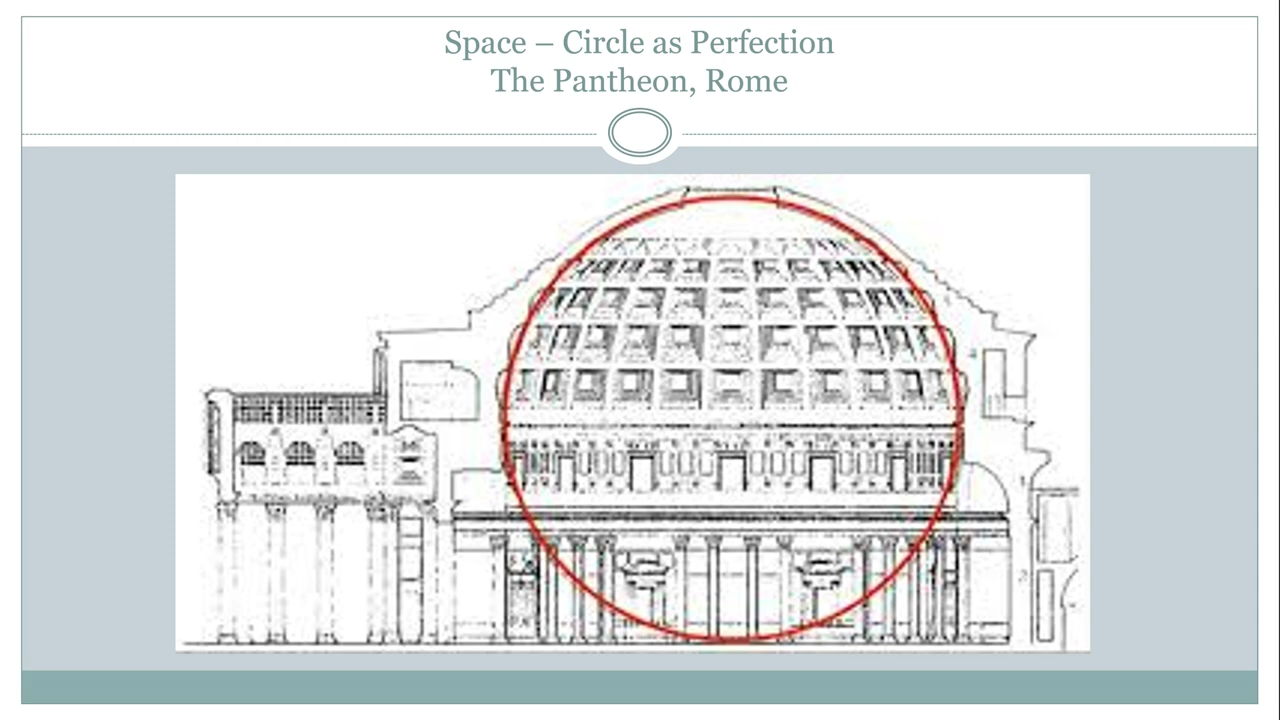 Space – Circle as Perfection
The Pantheon, Rome